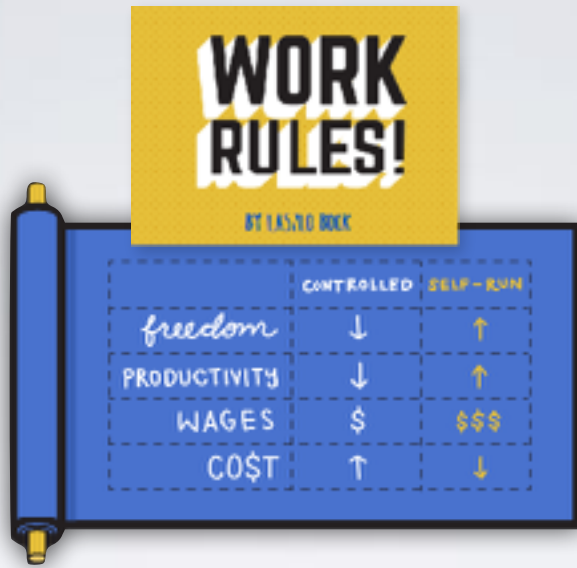 WORK
RULES!
BY LASZLO BOCK
CONTROLLED SELF-RUN
freedom ↓ ↑
PRODUCTIVITY ↓ ↑
WAGES $ $$$
CO$T ↑ ↓